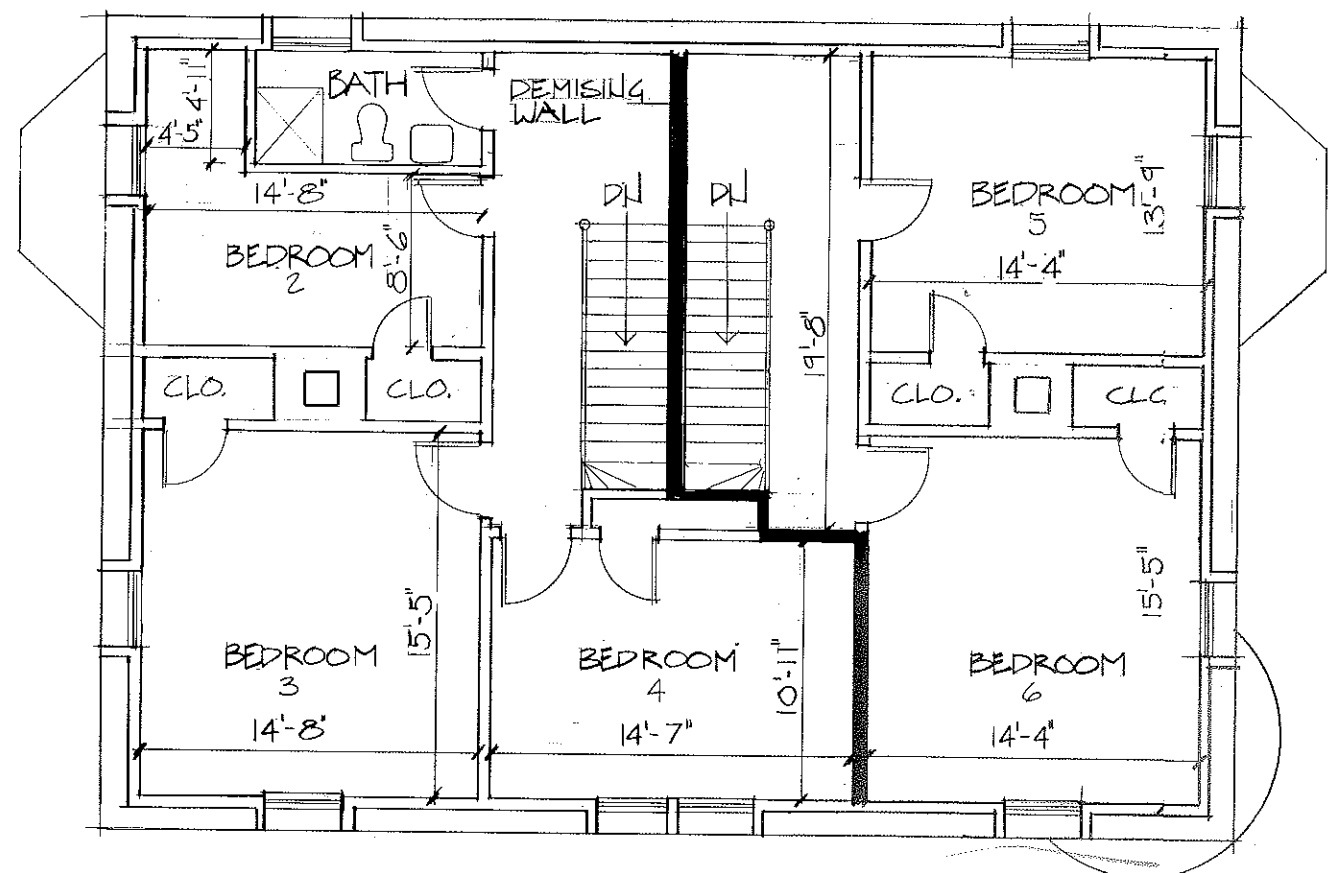 BATH
DEMISING
WALL
4'-11"
4'-5"
14'-8"
DN
DN
BEDROOM
2
8'-6"
BEDROOM
5
13'-9"
14'-4"
19'-8"
CLO.
CLO.
CLO.
CLC
BEDROOM
3
15'-5"
14'-8"
BEDROOM
4
10'-11"
14'-7"
BEDROOM
6
15'-5"
14'-4"